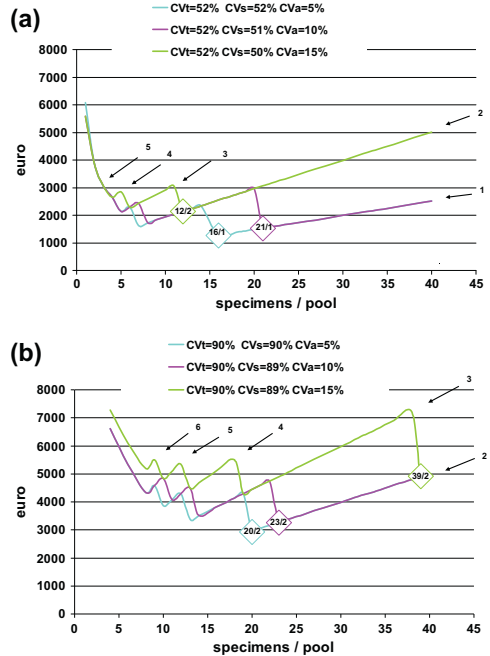 (a)
CVt=52% CVs=52% CVa=5%
CVt=52% CVs=51% CVa=10%
CVt=52% CVs=50% CVa=15%
8000
7000
6000
5000
4000
3000
2000
1000
0
euro
5
4
3
2
1
12/2
16/1
21/1
0 5 10 15 20 25 30 35 40 45
specimens / pool
(b)
CVt=90% CVs=90% CVa=5%
CVt=90% CVs=89% CVa=10%
CVt=90% CVs=89% CVa=15%
8000
7000
6000
5000
4000
3000
2000
1000
0
euro
6
5
4
3
2
20/2
23/2
39/2
0 5 10 15 20 25 30 35 40 45
specimens / pool